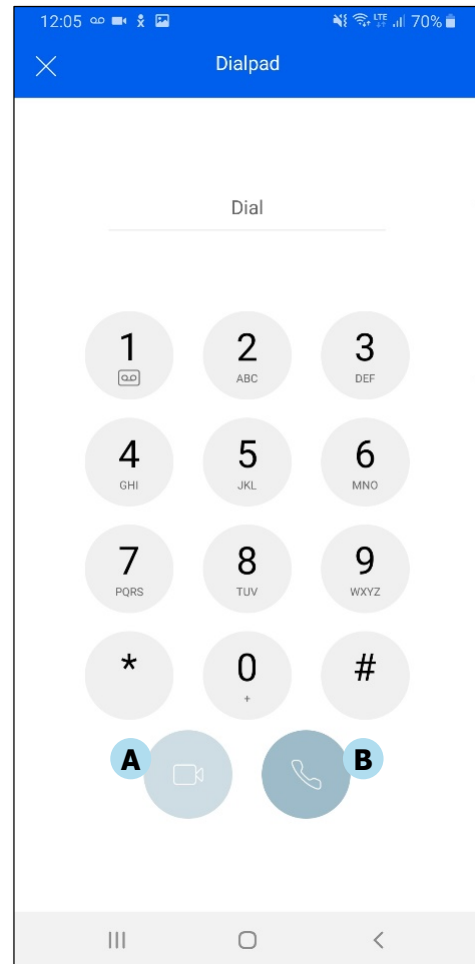 12:05 LTE 70%
Dialpad
Dial
1 2 3
ABC DEF
4 5 6
GHI JKL MNO
7 8 9
PQRS TUV WXYZ
* 0 #
+
A B